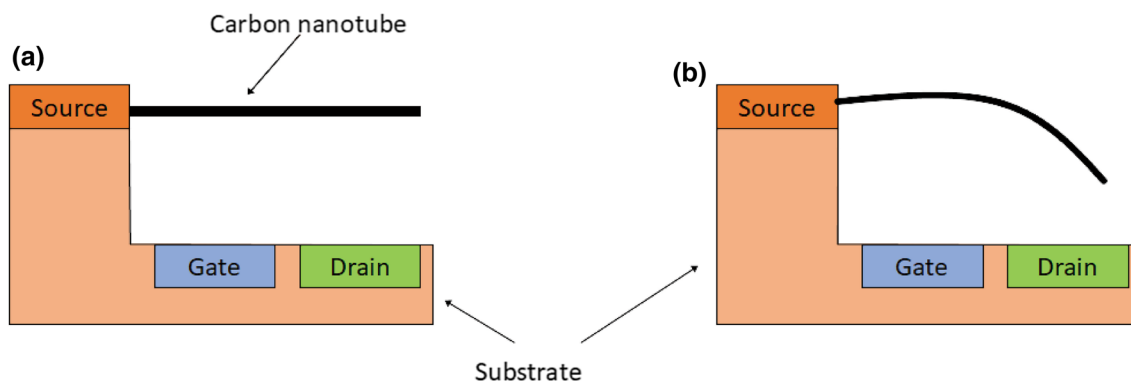 Carbon nanotube
(a)
Source
Gate
Drain
(b)
Source
Gate
Drain
Substrate